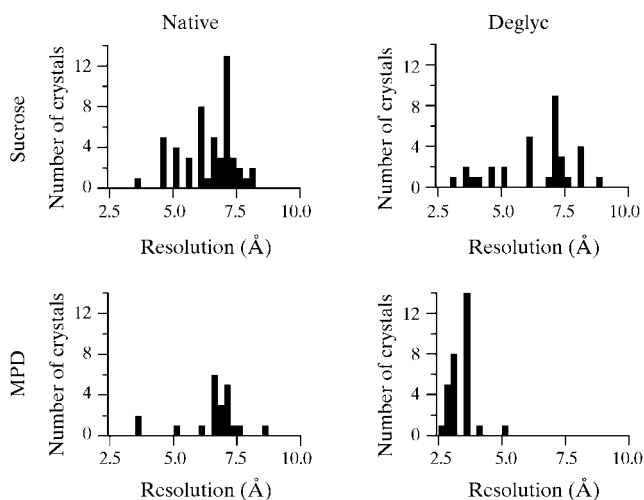 Native
Deglyc
Sucrose
Number of crystals
12
8
4
0
2.5 5.0 7.5 10.0
Resolution (Å)
Number of crystals
12
8
4
0
2.5 5.0 7.5 10.0
Resolution (Å)
MPD
Number of crystals
12
8
4
0
2.5 5.0 7.5 10.0
Resolution (Å)
Number of crystals
12
8
4
0
2.5 5.0 7.5 10.0
Resolution (Å)